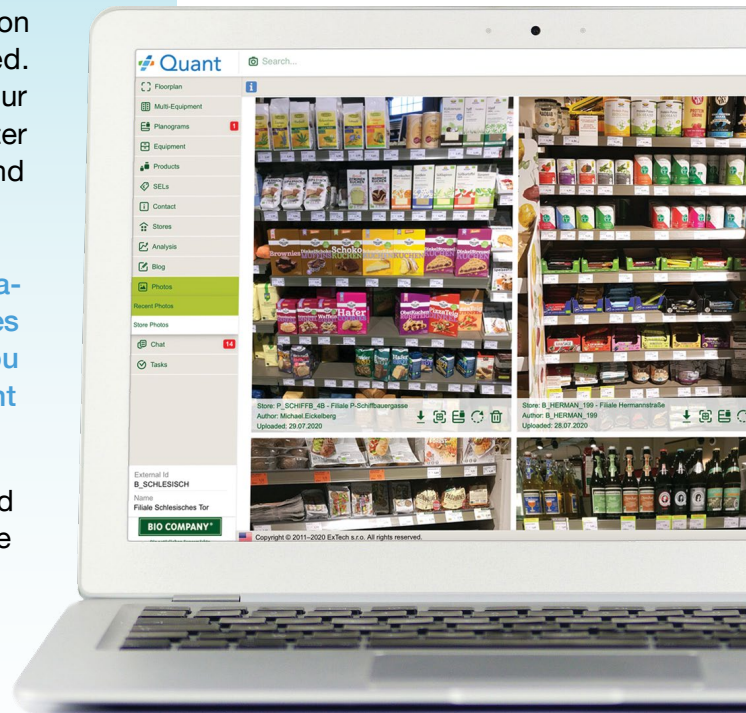 on
ed.
ur
ter
nd
a-
es
ou
nt
d
e
Quant
Search...
Floorplan
Multi-Equipment
Planograms 1
Equipment
Products
SELs
Contact
Stores
Analysis
Blog
Photos
Recent Photos
Store Photos
Chat 14
Tasks
External Id
B_SCHLESISCH
Name
Filiale Schlesisches Tor
BIO COMPANY
Brownies
Schoko
KUCHEN
KUCHEN
Hafer
Store: P_SCHIFFB_4B - Filiale P-Schiffbauergasse
Author: Michael.Eickelberg
Uploaded: 29.07.2020
Store: B_HERMAN_199 - Filiale Hermannstraße
Author: B_HERMAN_199
Uploaded: 28.07.2020
Copyright © 2011–2020 ExTech s.r.o. All rights reserved.